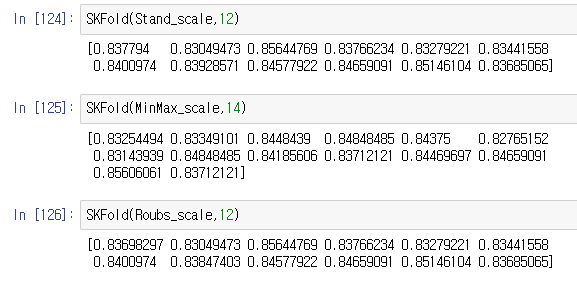 In [124]: SKFold(Stand_scale,12)
[0.837794   0.83049473 0.85644769 0.83766234 0.83279221 0.83441558
 0.8400974  0.83928571 0.84577922 0.84659091 0.85146104 0.83685065]
In [125]: SKFold(MinMax_scale,14)
[0.83254494 0.83349101 0.8448439  0.84848485 0.84375    0.82765152
 0.83143939 0.84848485 0.84185606 0.83712121 0.84469697 0.84659091
 0.85606061 0.83712121]
In [126]: SKFold(Roubs_scale,12)
[0.83698297 0.83049473 0.85644769 0.83766234 0.83279221 0.83441558
 0.8400974  0.83847403 0.84577922 0.84659091 0.85146104 0.83685065]